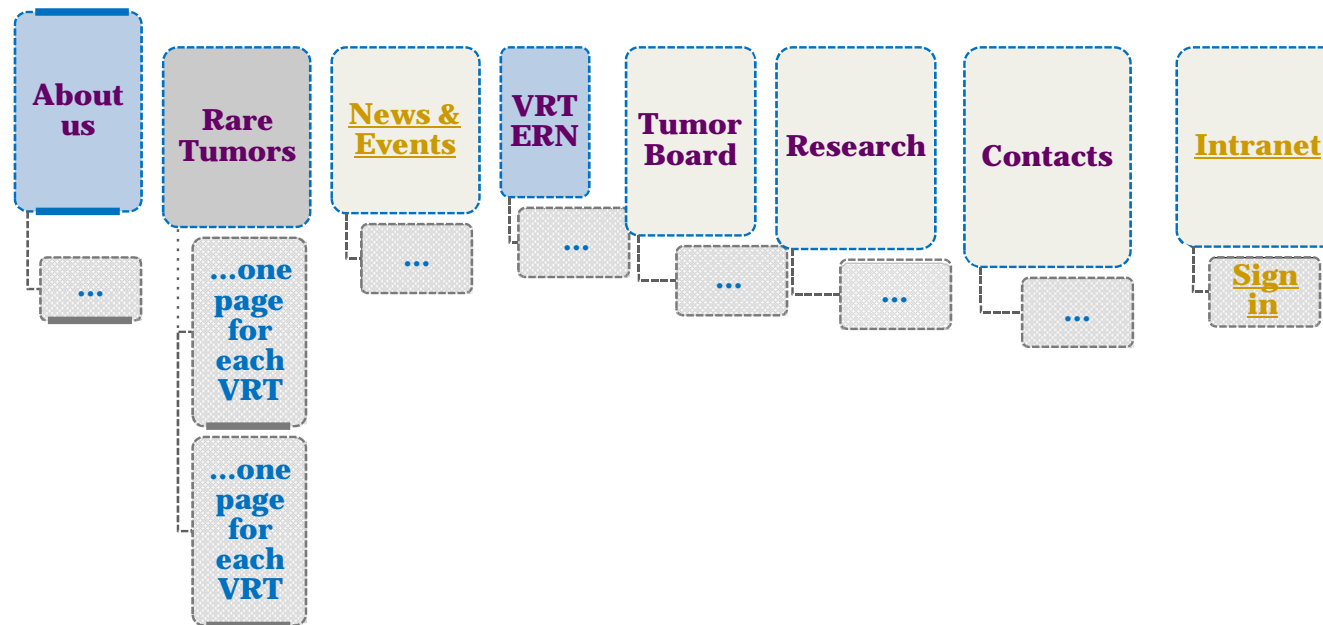 About
us
...
Rare
Tumors
...one
page
for
each
VRT
...one
page
for
each
VRT
News &
Events
...
VRT
ERN
...
Tumor
Board
...
Research
...
Contacts
...
Intranet
Sign
in